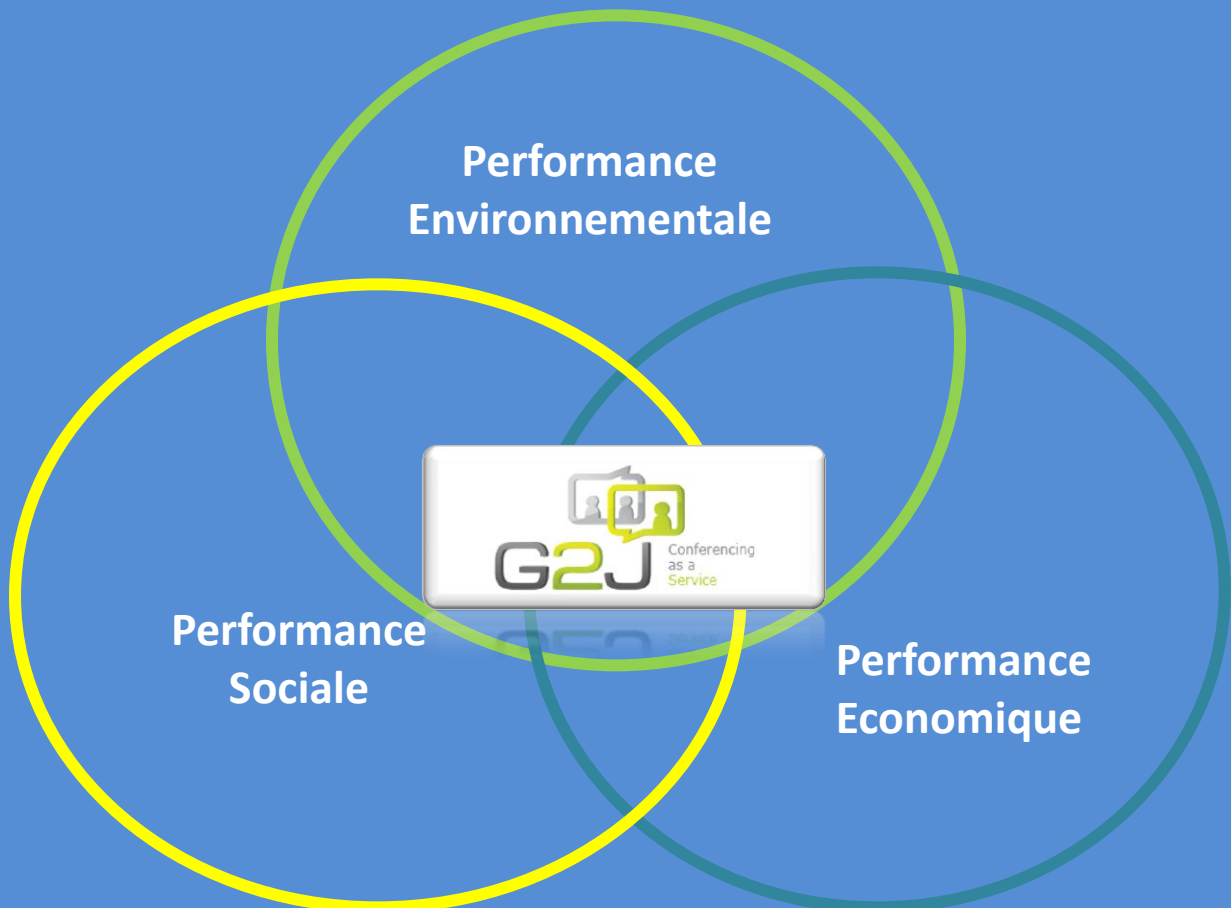 Performance
Environnementale
G2J
Conferencing
as a
Service
Performance
Sociale
Performance
Economique